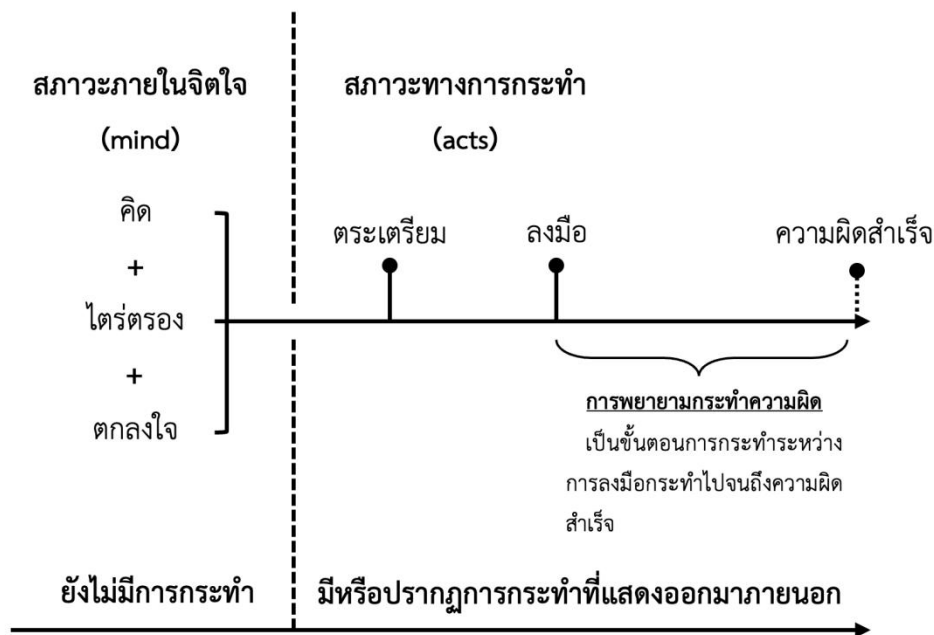 สภาวะภายในจิตใจ
(mind)
สภาวะทางการกระทำ
(acts)
คิด
+
ไตร่ตรอง
+
ตกลงใจ
ตระเตรียม
ลงมือ
ความผิดสำเร็จ
การพยายามกระทำความผิด
เป็นขั้นตอนการกระทำระหว่าง
การลงมือกระทำไปจนถึงความผิด
สำเร็จ
ยังไม่มีการกระทำ
มีหรือปรากฏการกระทำที่แสดงออกมาภายนอก